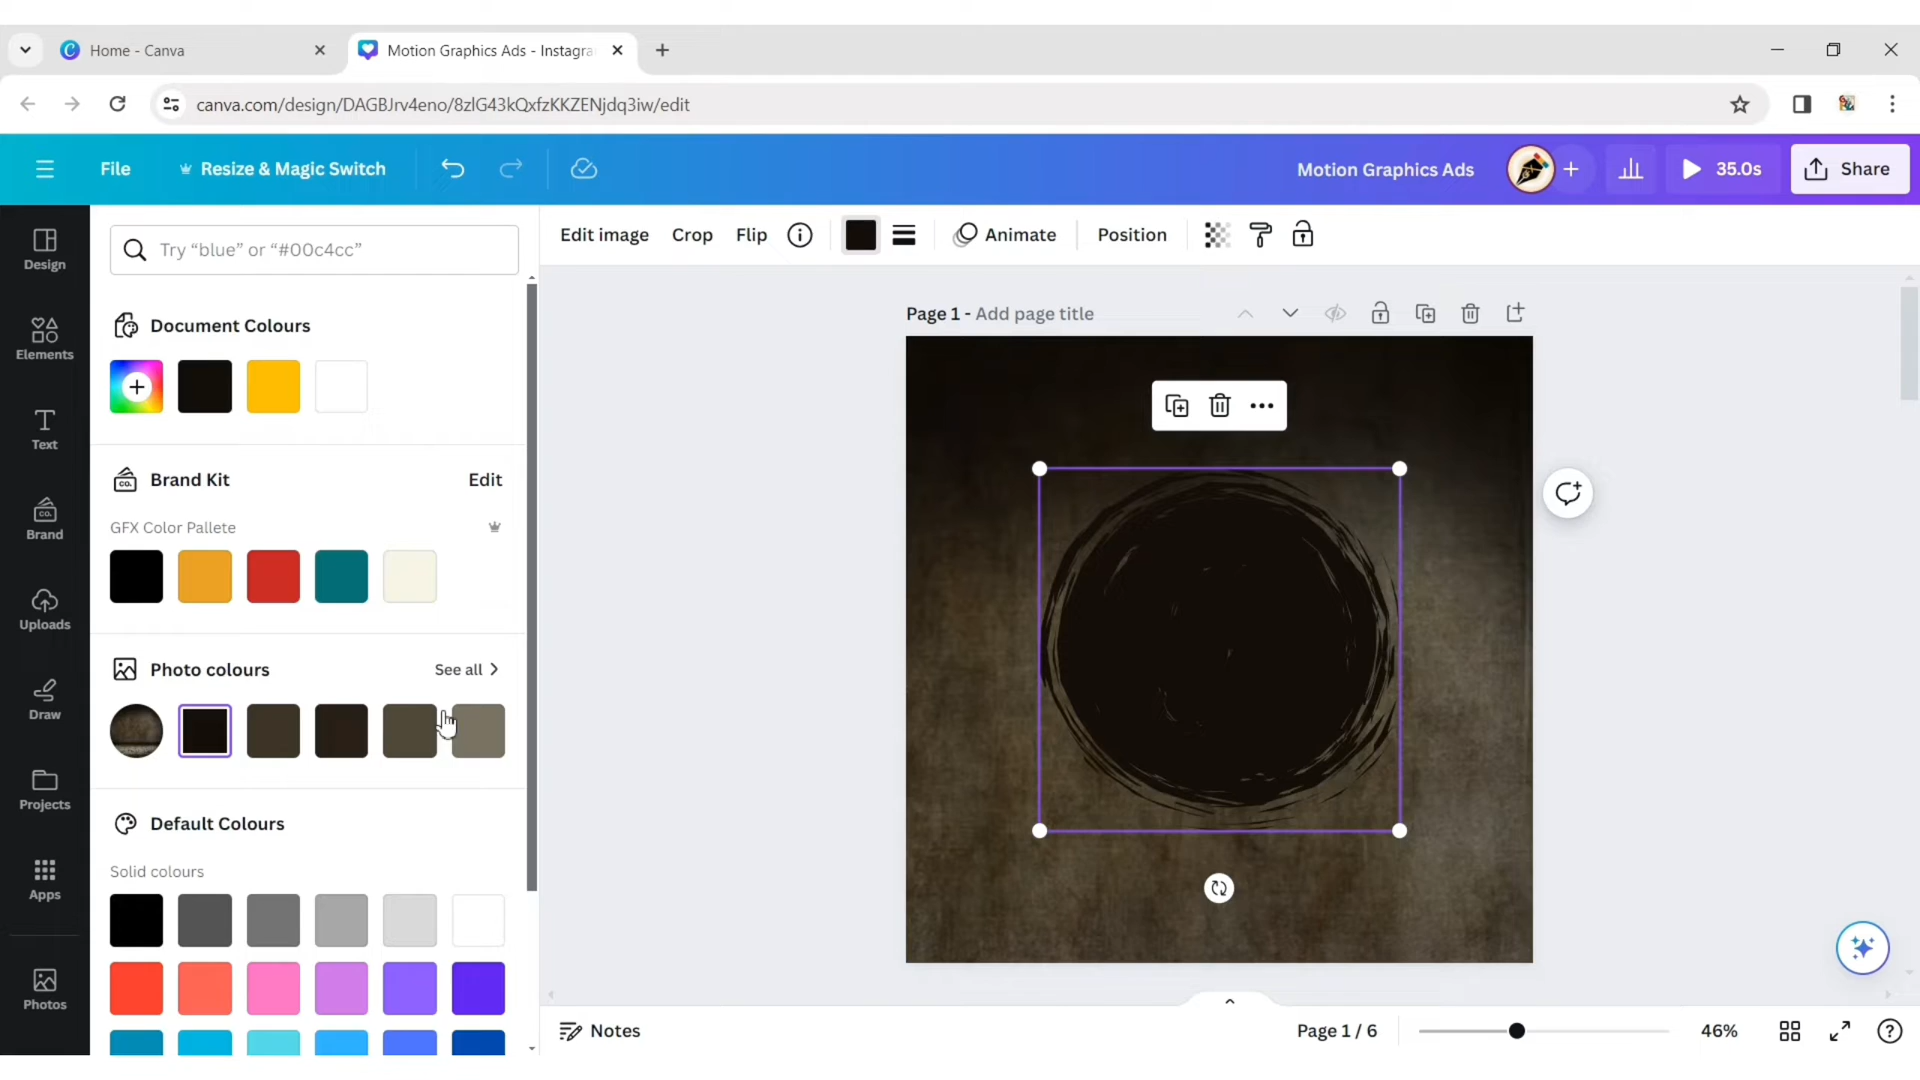 Home - Canva
Motion Graphics Ads - Instagra
canva.com/design/DAGBJrv4eno/8zlG43kQxfzKKZENjdq3iw/edit
File
Resize & Magic Switch
Motion Graphics Ads
35.0s
Share
Design
Elements
Text
Brand
Uploads
Draw
Projects
Apps
Photos
Try “blue” or “#00c4cc”
Document Colours
Brand Kit
Edit
GFX Color Pallete
Photo colours
See all
Default Colours
Solid colours
Edit image
Crop
Flip
Animate
Position
Page 1 - Add page title
Notes
Page 1 / 6
46%